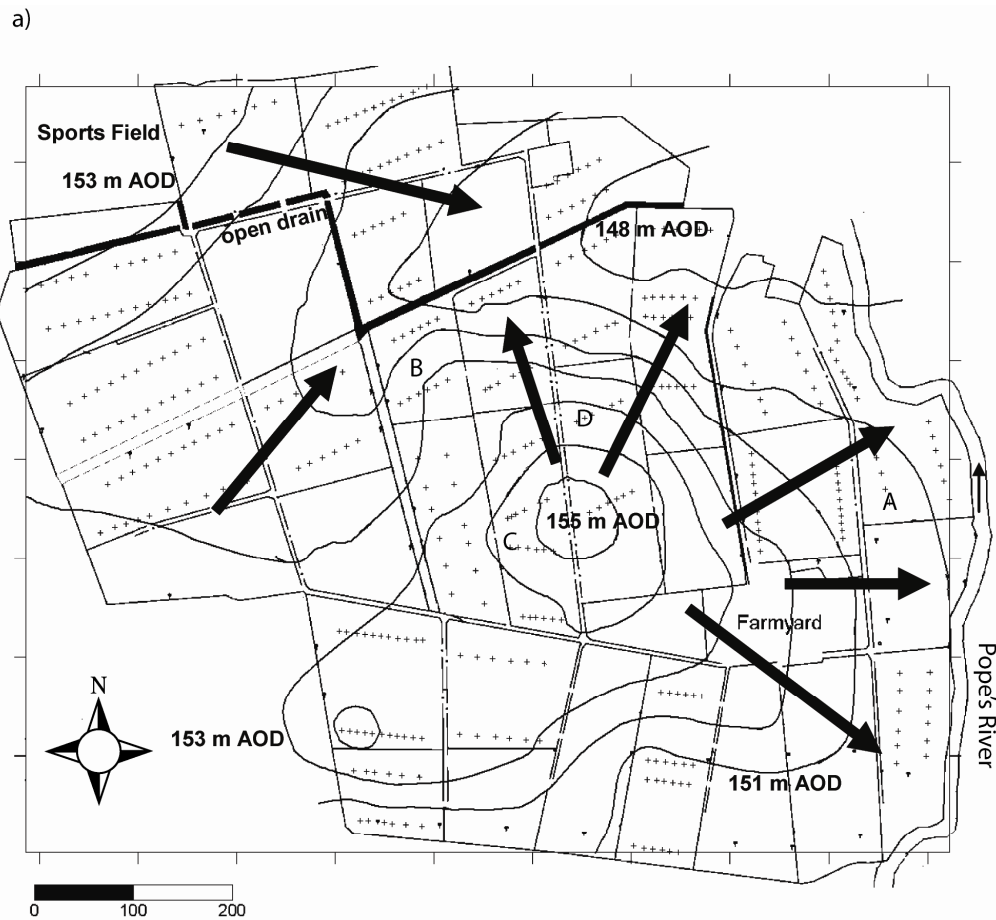 a)
Sports Field
153 m AOD
open drain
148 m AOD
B
D
A
155 m AOD
C
Farmyard
Pope's River
N
153 m AOD
151 m AOD
0 100 200